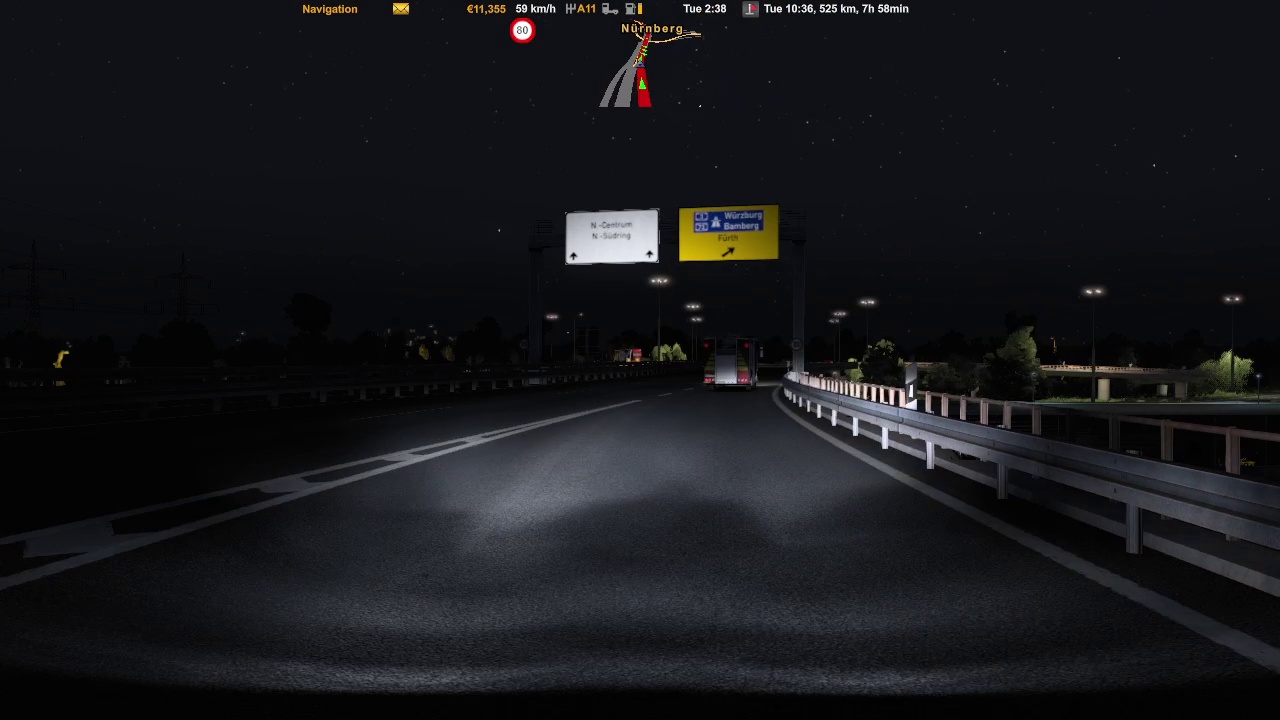 Navigation
€11,355 59 km/h A11 Tue 2:38 Tue 10:36, 525 km, 7h 58min
80
Nürnberg
N.-Centrum
N.-Südring
Würzburg
Bamberg
Fürth